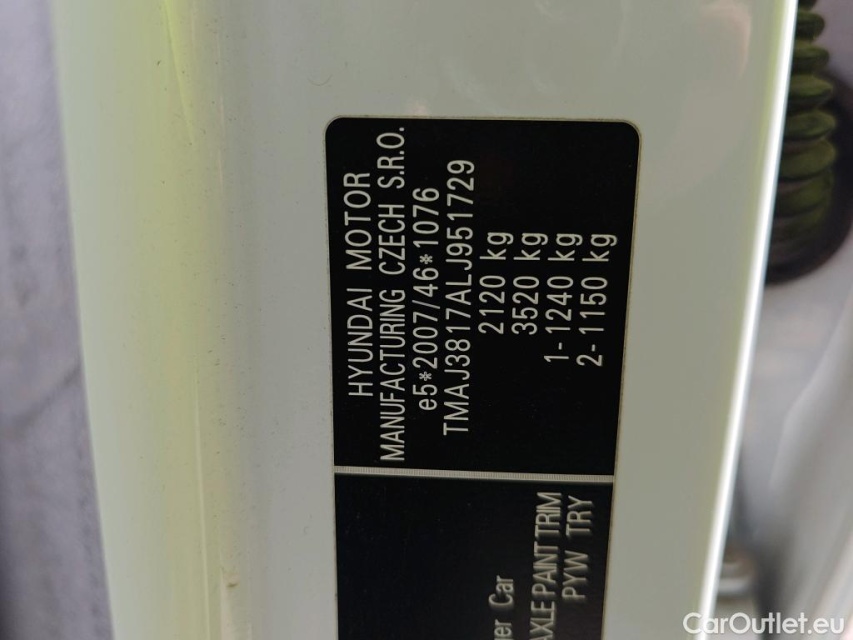 HYUNDAI MOTOR
MANUFACTURING CZECH S.R.O.
e5*2007/46*1076
TMAJ3817ALJ951729
2120 kg
3520 kg
1- 1240 kg
2- 1150 kg
Car
AXLE PAINT TRIM
PYW TRY
CarOutlet.eu